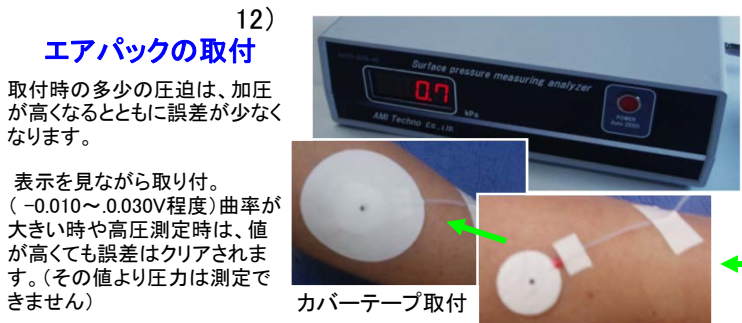 12)
エアパックの取付
取付時の多少の圧迫は、加圧
が高くなるとともに誤差が少なく
なります。
表示を見ながら取り付。
( -0.010～.0.030V程度)曲率が
大きい時や高圧測定時は、値
が高くても誤差はクリアされま
す。(その値より圧力は測定で
きません)
Surface pressure measuring analyzer
0.7
kPa
AMI Techno Co.,ltd
POWER
Auto ZERO
カバーテープ取付